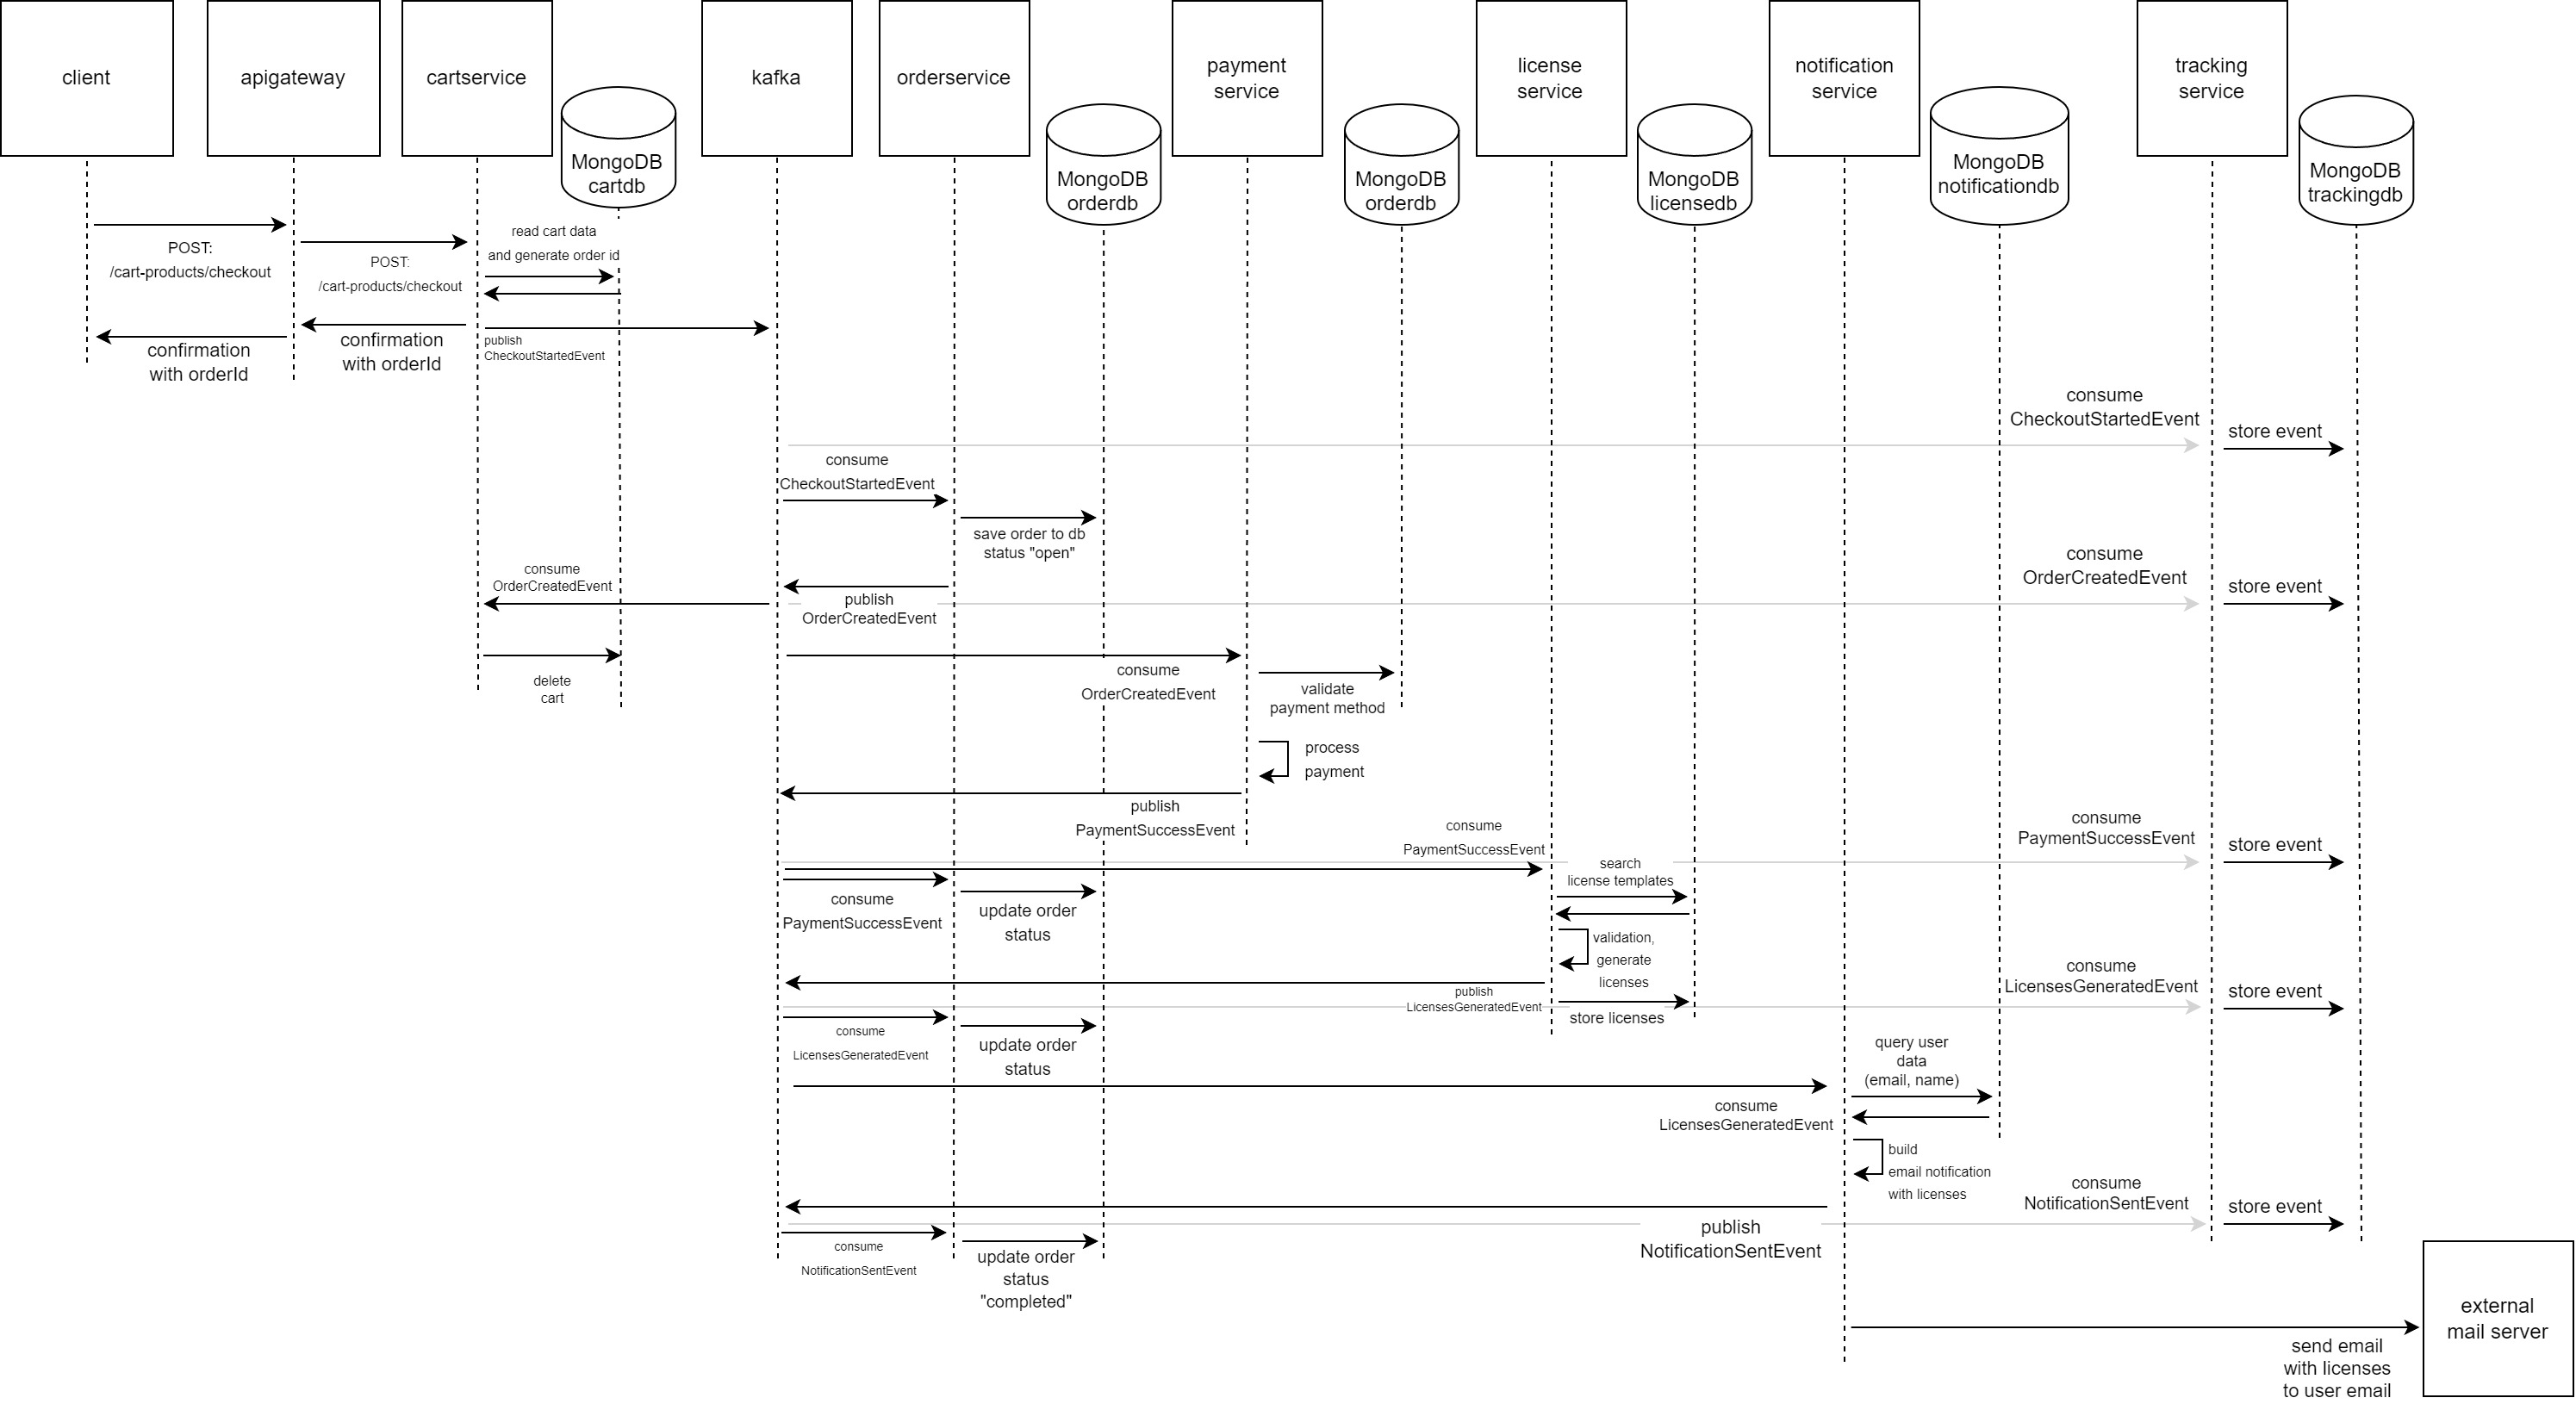 client
apigateway
cartservice
kafka
orderservice
payment
service
license
service
notification
service
tracking
service
MongoDB
cartdb
MongoDB
orderdb
MongoDB
orderdb
MongoDB
licensedb
MongoDB
notificationdb
MongoDB
trackingdb
POST:
/cart-products/checkout
POST:
/cart-products/checkout
read cart data
and generate order id
confirmation
with orderId
confirmation
with orderId
publish
CheckoutStartedEvent
consume
CheckoutStartedEvent
store event
consume
CheckoutStartedEvent
save order to db
status "open"
consume
OrderCreatedEvent
publish
OrderCreatedEvent
consume
OrderCreatedEvent
store event
delete
cart
consume
OrderCreatedEvent
validate
payment method
process
payment
publish
PaymentSuccessEvent
consume
PaymentSuccessEvent
consume
PaymentSuccessEvent
store event
search
license templates
consume
PaymentSuccessEvent
update order
status
validation,
generate
licenses
publish
LicensesGeneratedEvent
store licenses
consume
LicensesGeneratedEvent
store event
consume
LicensesGeneratedEvent
update order
status
query user
data
(email, name)
consume
LicensesGeneratedEvent
build
email notification
with licenses
consume
NotificationSentEvent
store event
publish
NotificationSentEvent
consume
NotificationSentEvent
update order
status
"completed"
external
mail server
send email
with licenses
to user email